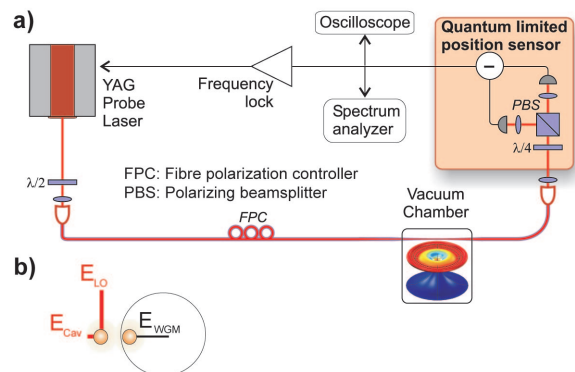 a)
Oscilloscope
Quantum limited
position sensor
YAG
Probe
Laser
Frequency
lock
Spectrum
analyzer
−
PBS
λ/4
λ/2
FPC: Fibre polarization controller
PBS: Polarizing beamsplitter
FPC
Vacuum
Chamber
b)
E_LO
E_Cav
E_WGM